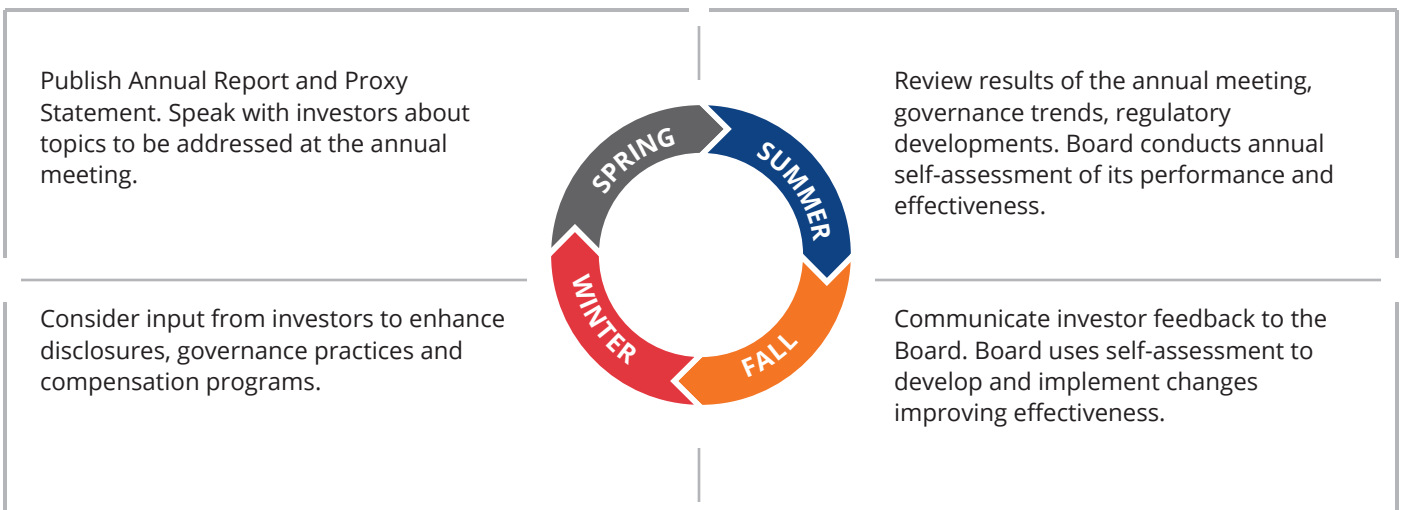 Publish Annual Report and Proxy
Statement. Speak with investors about
topics to be addressed at the annual
meeting.
Review results of the annual meeting,
governance trends, regulatory
developments. Board conducts annual
self-assessment of its performance and
effectiveness.
SPRING
SUMMER
WINTER
FALL
Consider input from investors to enhance
disclosures, governance practices and
compensation programs.
Communicate investor feedback to the
Board. Board uses self-assessment to
develop and implement changes
improving effectiveness.